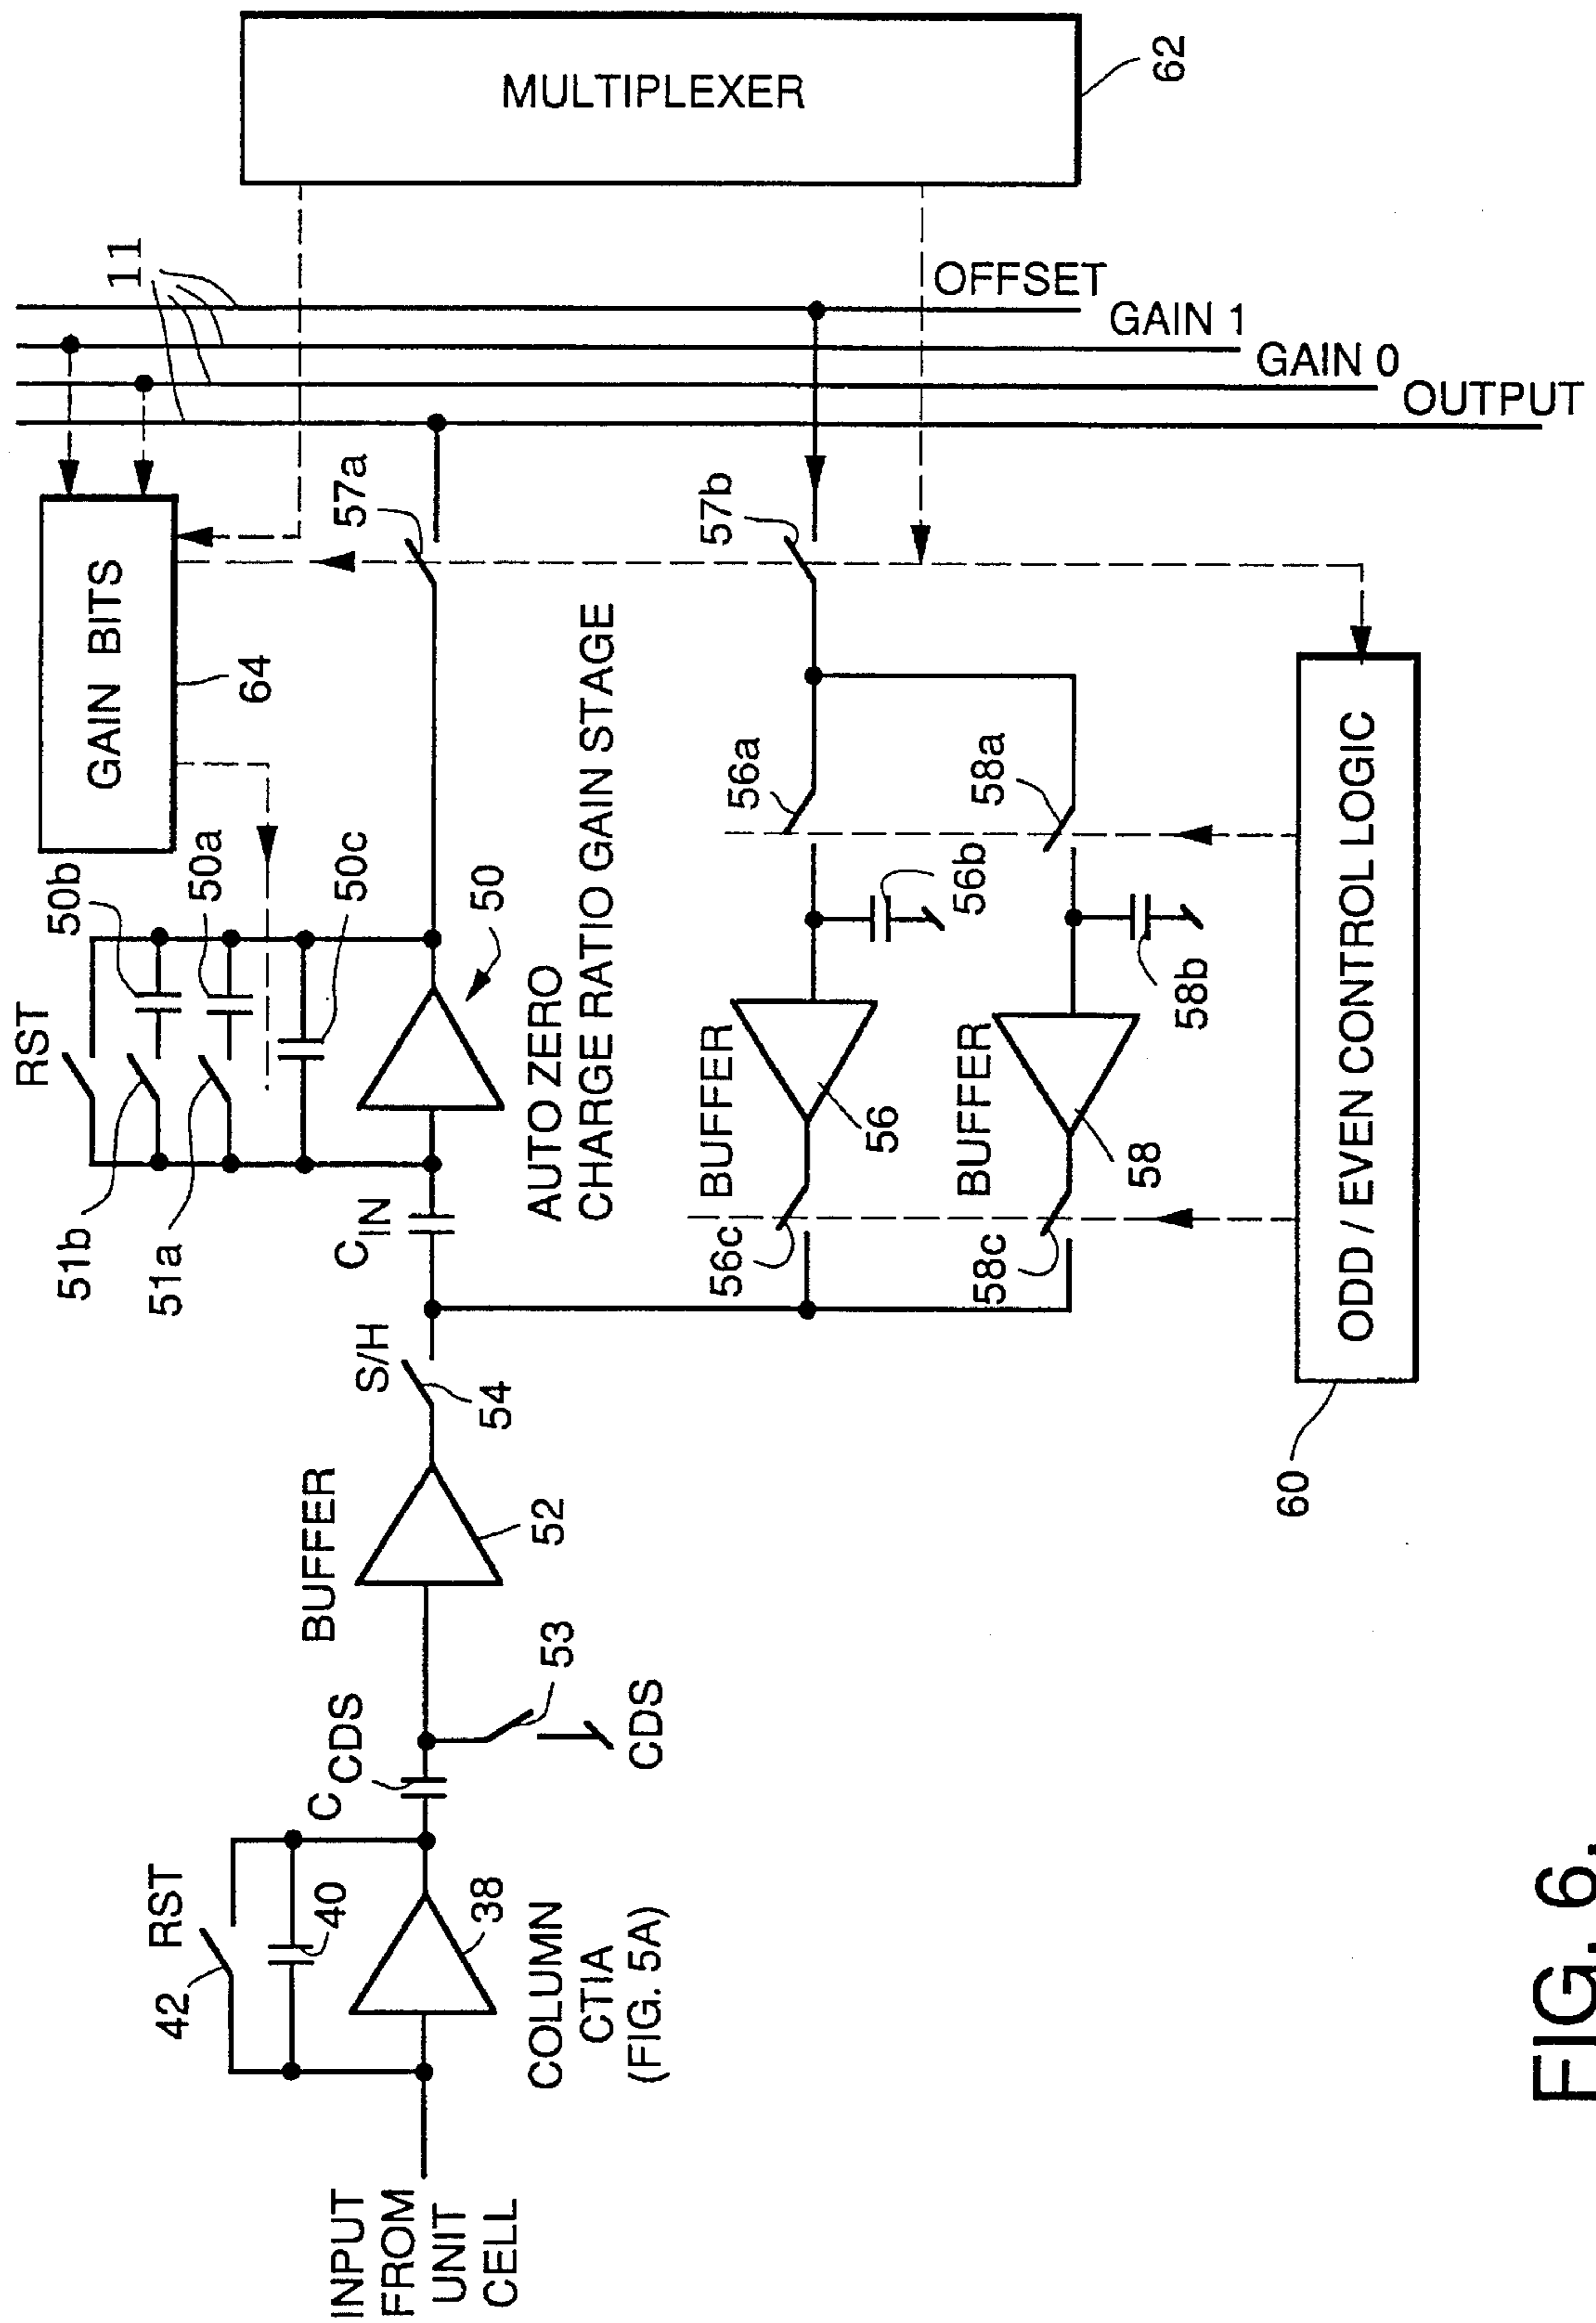 INPUT
FROM
UNIT
CELL
42
RST
40
38
COLUMN
CTIA
(FIG. 5A)
C CDS
53
CDS
BUFFER
52
S/H
54
C IN
RST
51b
51a
50b
50a
50c
50
AUTO ZERO
CHARGE RATIO GAIN STAGE
GAIN BITS
64
57a
57b
11
MULTIPLEXER
62
OFFSET
GAIN 1
GAIN 0
OUTPUT
BUFFER
56
56a
56b
56c
BUFFER
58
58a
58b
58c
ODD / EVEN CONTROL LOGIC
60
FIG. 6.